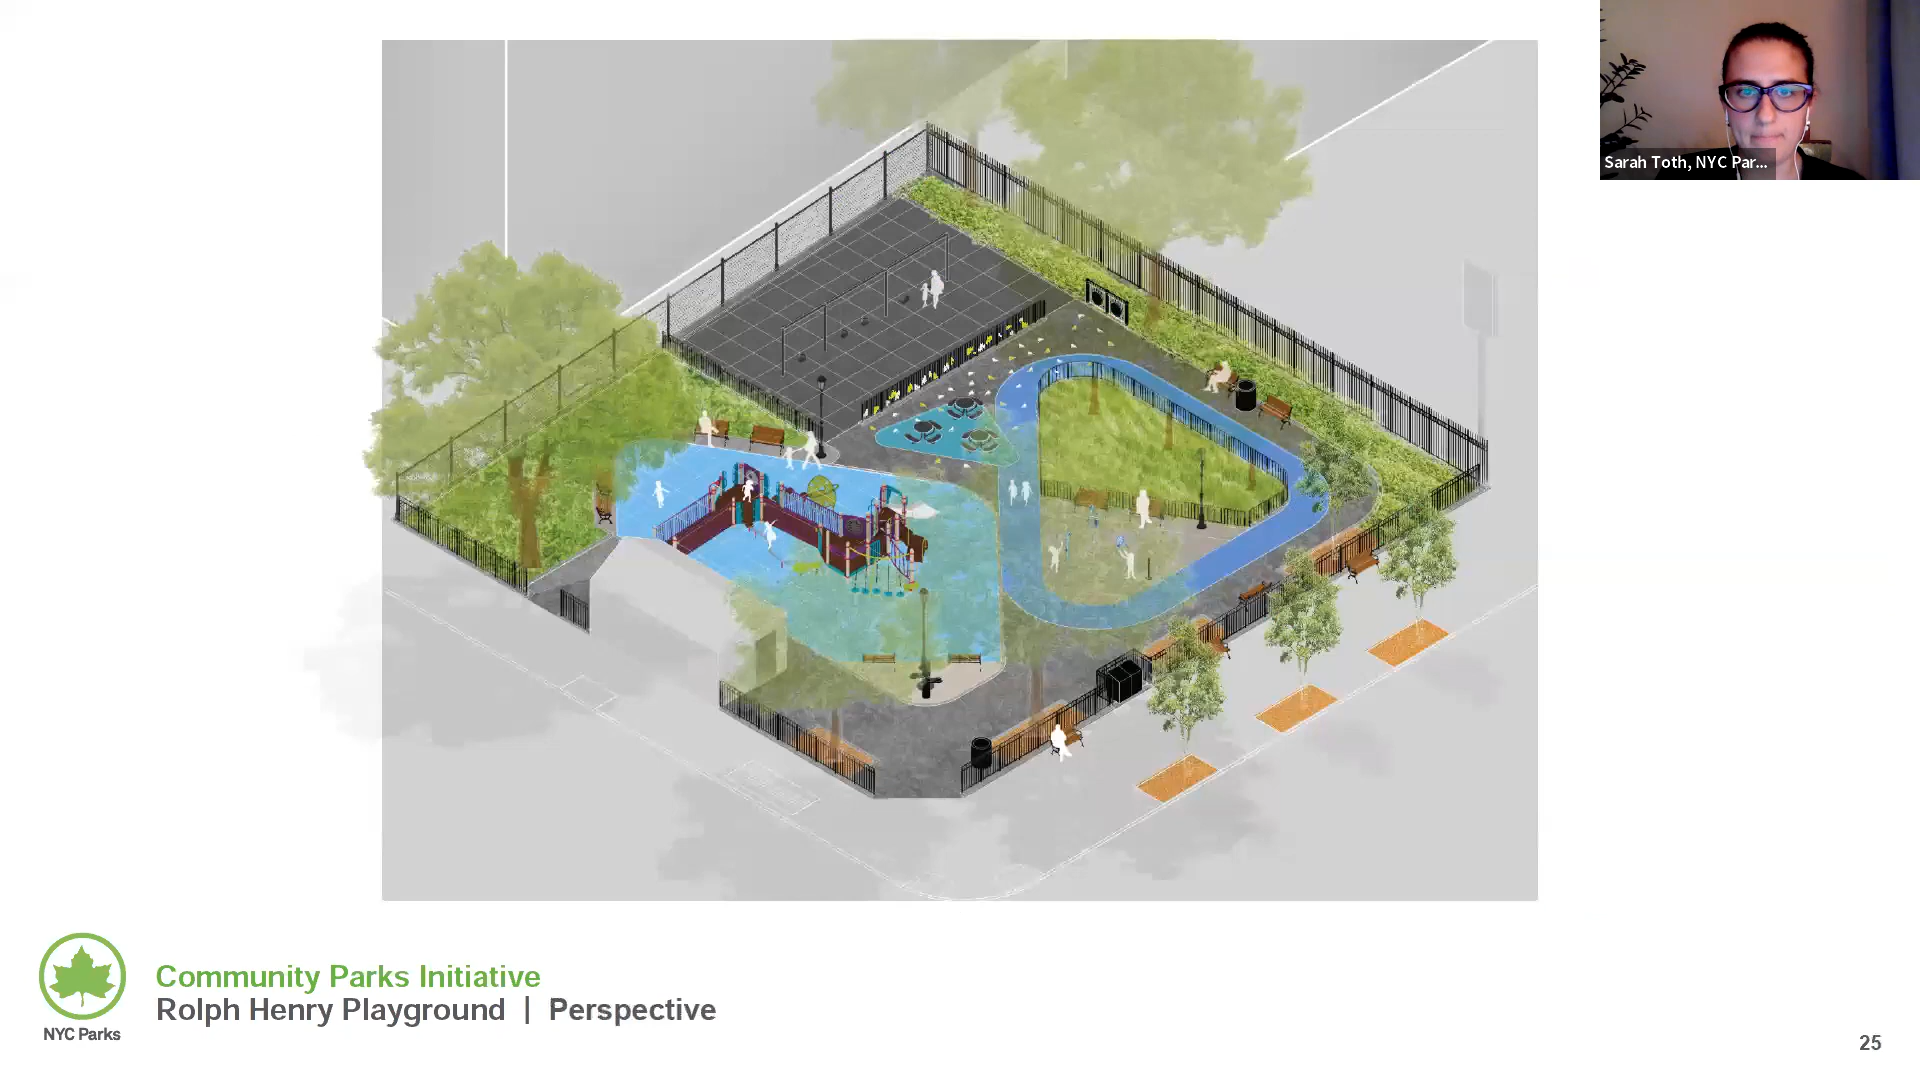 Sarah Toth, NYC Par...
Community Parks Initiative
Rolph Henry Playground | Perspective
NYC Parks
25